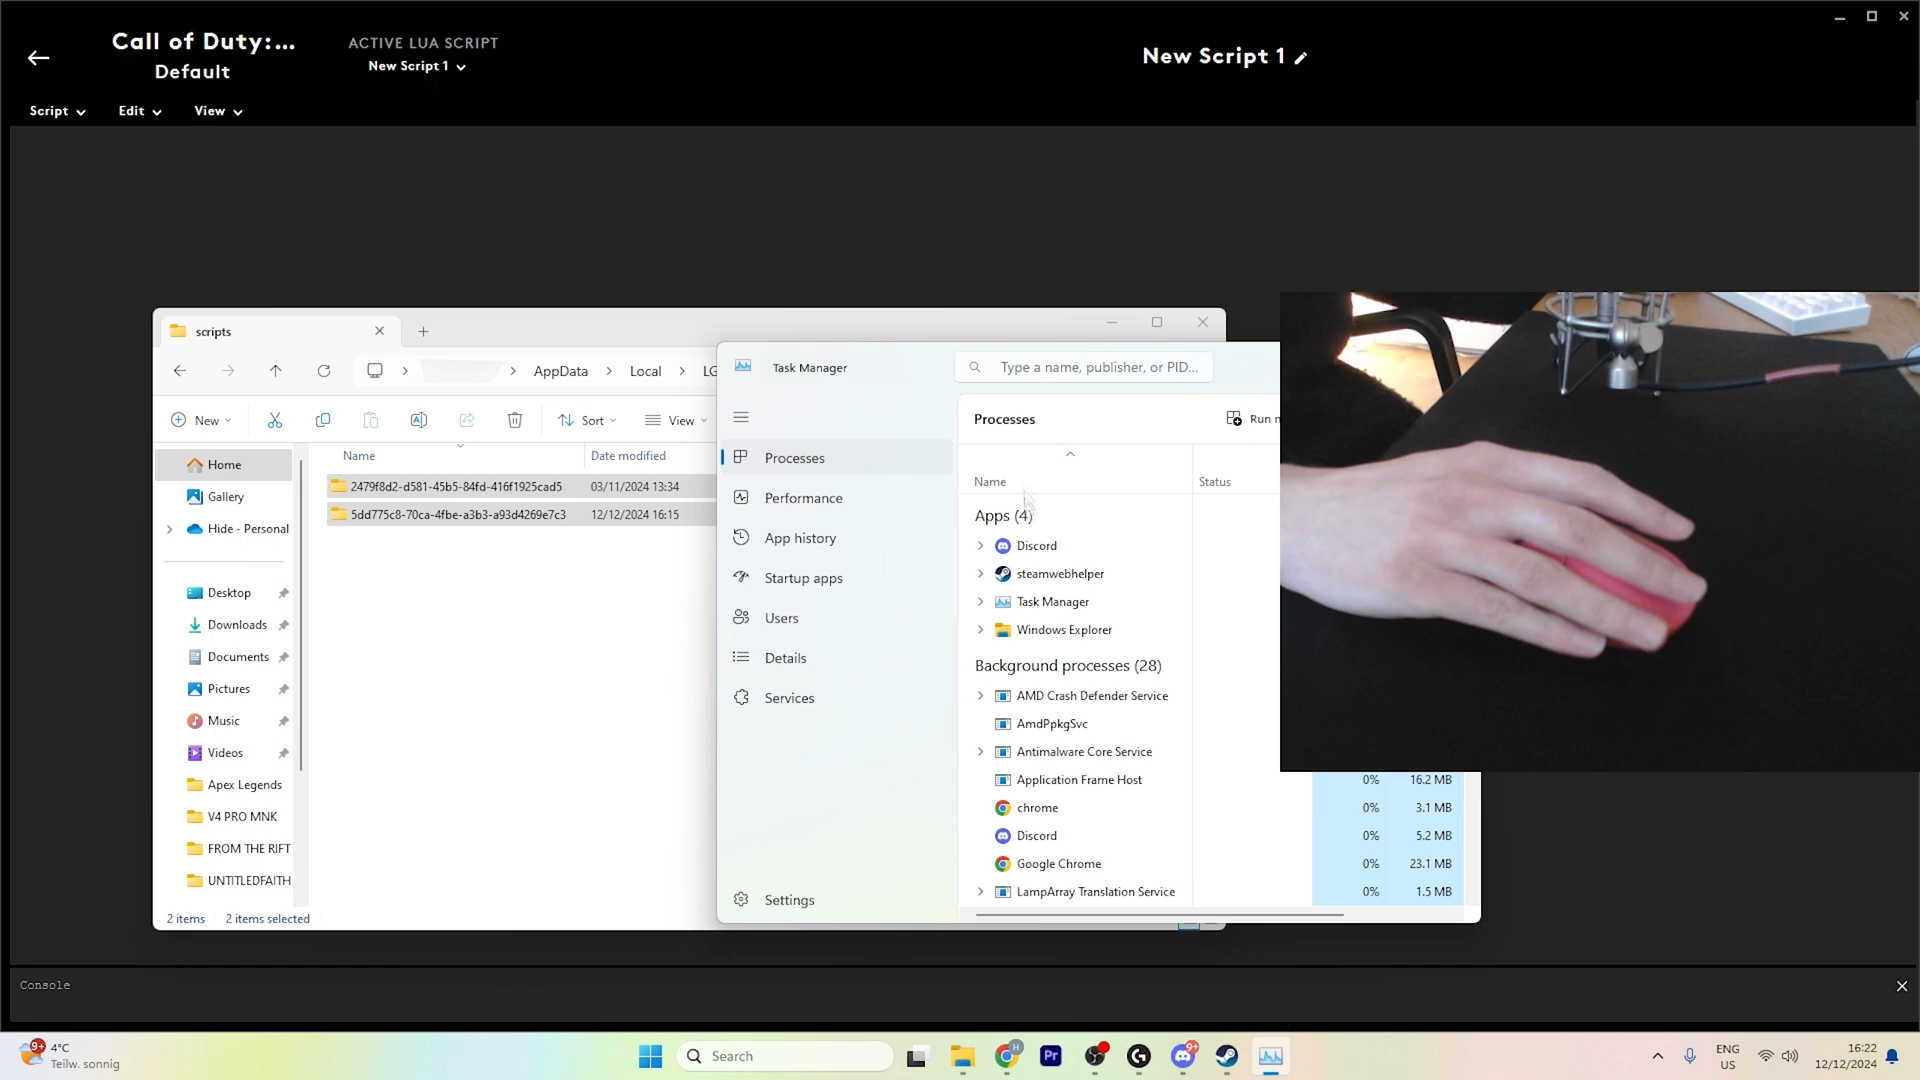 Call of Duty:...
Default
ACTIVE LUA SCRIPT
New Script 1
New Script 1
Script
Edit
View
scripts
AppData
Local
LG
New
Sort
View
Home
Gallery
Hide - Personal
Desktop
Downloads
Documents
Pictures
Music
Videos
Apex Legends
V4 PRO MNK
FROM THE RIFT
UNTITLEDFAITH
Name
Date modified
2479f8d2-d581-45b5-84fd-416f1925cad5
03/11/2024 13:34
5dd775c8-70ca-4fbe-a3b3-a93d4269e7c3
12/12/2024 16:15
2 items
2 items selected
Task Manager
Type a name, publisher, or PID...
Processes
Performance
App history
Startup apps
Users
Details
Services
Settings
Processes
Run n
Name
Status
Apps (4)
Discord
steamwebhelper
Task Manager
Windows Explorer
Background processes (28)
AMD Crash Defender Service
AmdPpkgSvc
Antimalware Core Service
Application Frame Host
0%
16.2 MB
chrome
0%
3.1 MB
Discord
0%
5.2 MB
Google Chrome
0%
23.1 MB
LampArray Translation Service
0%
1.5 MB
Console
9+
4°C
Teilw. sonnig
Search
H
Pr
9+
ENG
US
16:22
12/12/2024